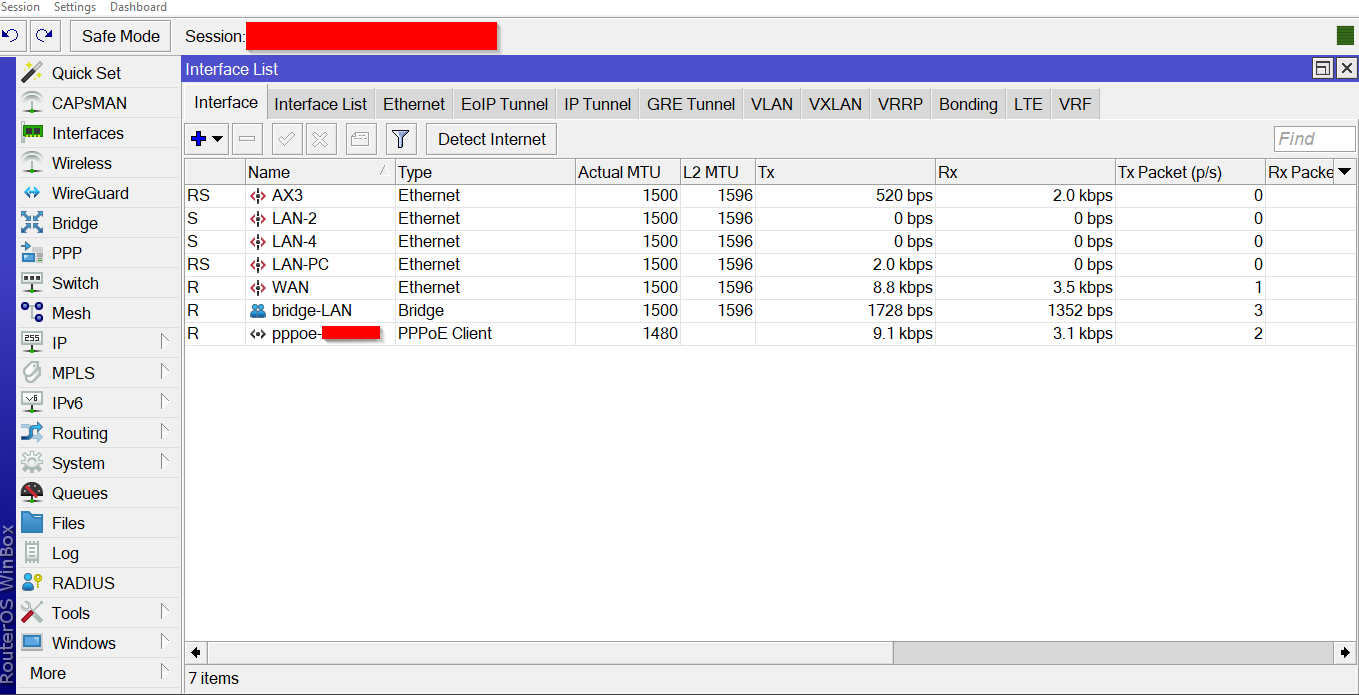 Session Settings Dashboard
Safe Mode Session:
Interface List
Quick Set
CAPsMAN
Interfaces
Wireless
WireGuard
Bridge
PPP
Switch
Mesh
IP
MPLS
IPv6
Routing
System
Queues
Files
Log
RADIUS
Tools
Windows
More
RouterOS WinBox
Interface Interface List Ethernet EoIP Tunnel IP Tunnel GRE Tunnel VLAN VXLAN VRRP Bonding LTE VRF
Detect Internet Find
Name Type Actual MTU L2 MTU Tx Rx Tx Packet (p/s) Rx Packe
RS AX3 Ethernet 1500 1596 520 bps 2.0 kbps 0
S LAN-2 Ethernet 1500 1596 0 bps 0 bps 0
S LAN-4 Ethernet 1500 1596 0 bps 0 bps 0
RS LAN-PC Ethernet 1500 1596 2.0 kbps 0 bps 0
R WAN Ethernet 1500 1596 8.8 kbps 3.5 kbps 1
R bridge-LAN Bridge 1500 1596 1728 bps 1352 bps 3
R pppoe- PPPoE Client 1480 9.1 kbps 3.1 kbps 2
7 items